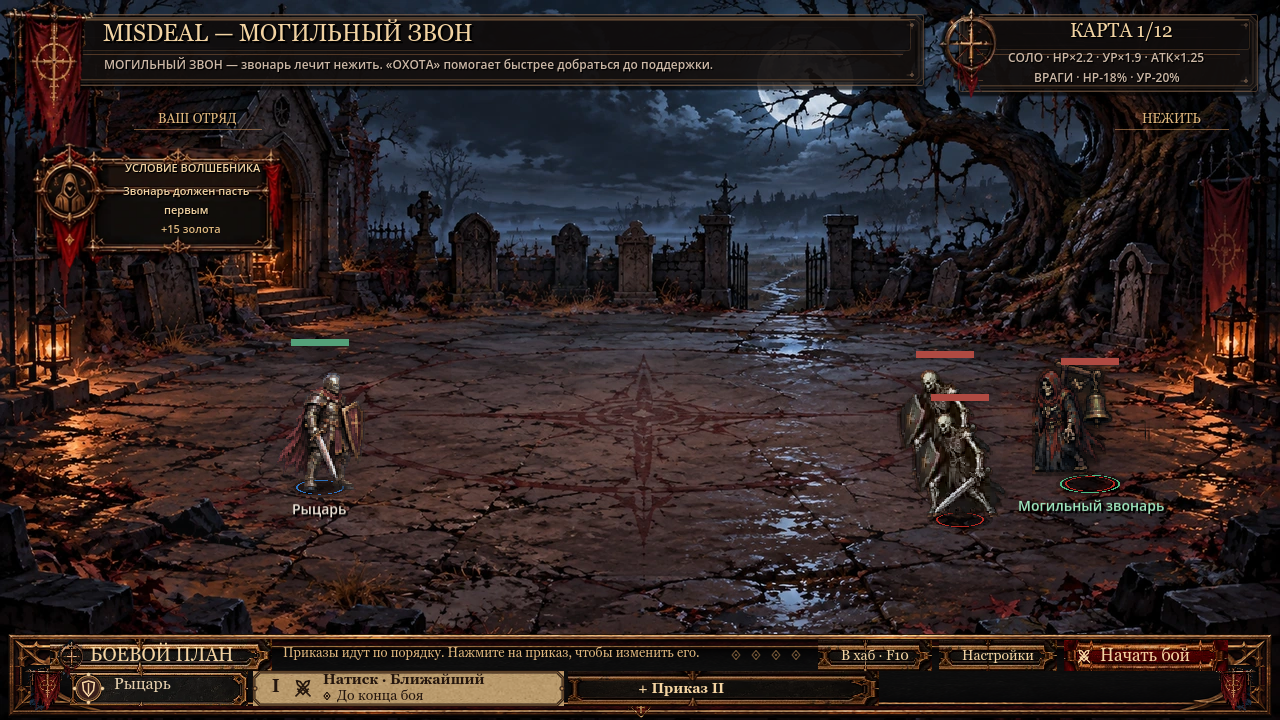 MISDEAL — МОГИЛЬНЫЙ ЗВОН
МОГИЛЬНЫЙ ЗВОН — звонарь лечит нежить. «ОХОТА» помогает быстрее добраться до поддержки.
КАРТА 1/12
СОЛО · HP×2.2 · УР×1.9 · АТК×1.25
ВРАГИ · HP-18% · УР-20%
ВАШ ОТРЯД
НЕЖИТЬ
УСЛОВИЕ ВОЛШЕБНИКА
Звонарь должен пасть
первым
+15 золота
Рыцарь
Могильный звонарь
БОЕВОЙ ПЛАН
Приказы идут по порядку. Нажмите на приказ, чтобы изменить его.
В хаб · F10
Настройки
Начать бой
Рыцарь
I
Натиск · Ближайший
До конца боя
+ Приказ II